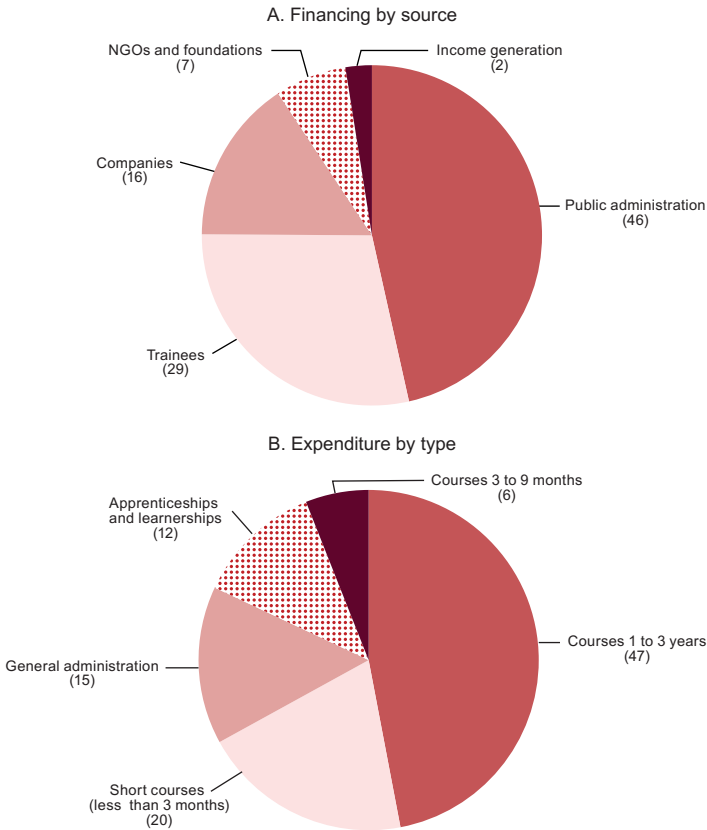 A. Financing by source
NGOs and foundations
(7)
Income generation
(2)
Companies
(16)
Public administration
(46)
Trainees
(29)
B. Expenditure by type
Courses 3 to 9 months
(6)
Apprenticeships
and learnerships
(12)
Courses 1 to 3 years
(47)
General administration
(15)
Short courses
(less than 3 months)
(20)